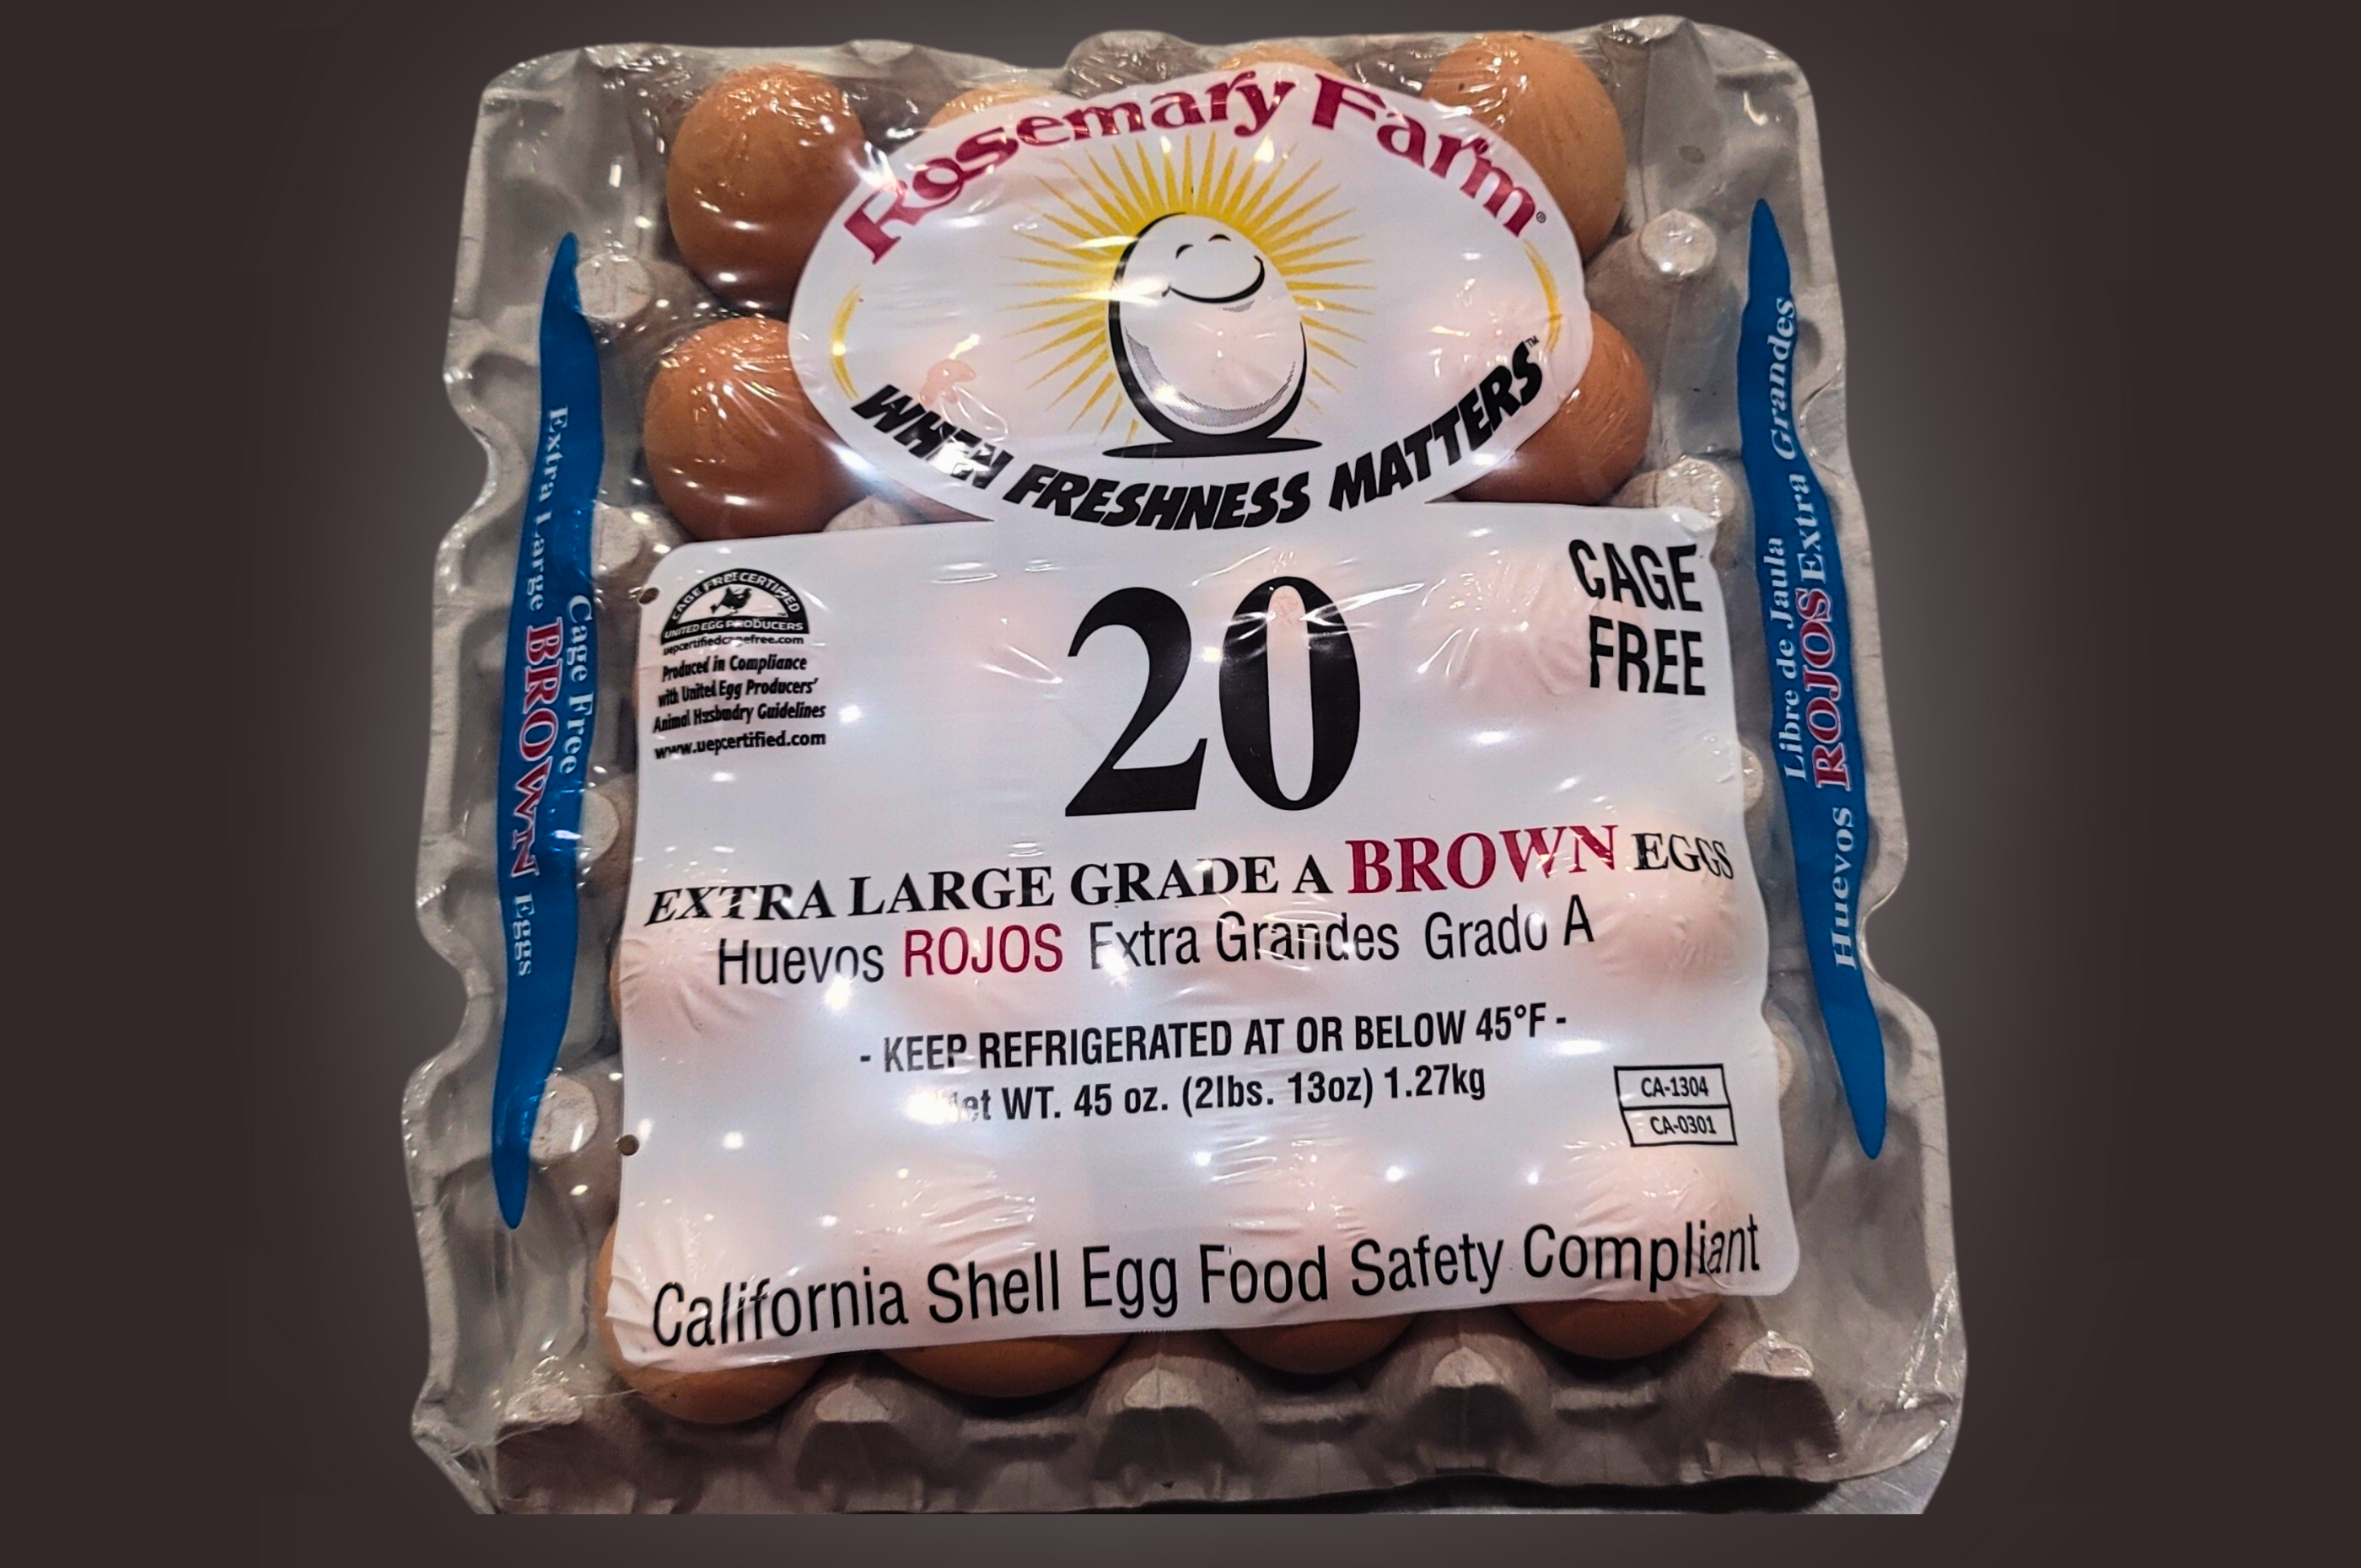 Rosemary Farm®
WHEN FRESHNESS MATTERS™
CAGE FREE CERTIFIED
UNITED EGG PRODUCERS
uepcertifiedcagefree.com
Produced in Compliance
with United Egg Producers'
Animal Husbandry Guidelines
www.uepcertified.com
20
CAGE
FREE
EXTRA LARGE GRADE A BROWN EGGS
Huevos ROJOS Extra Grandes Grado A
- KEEP REFRIGERATED AT OR BELOW 45°F -
Net WT. 45 oz. (2lbs. 13oz) 1.27kg
CA-1304
CA-0301
California Shell Egg Food Safety Compliant
Cage Free
Extra Large BROWN Eggs
Libre de Jaula
Huevos ROJOS Extra Grandes